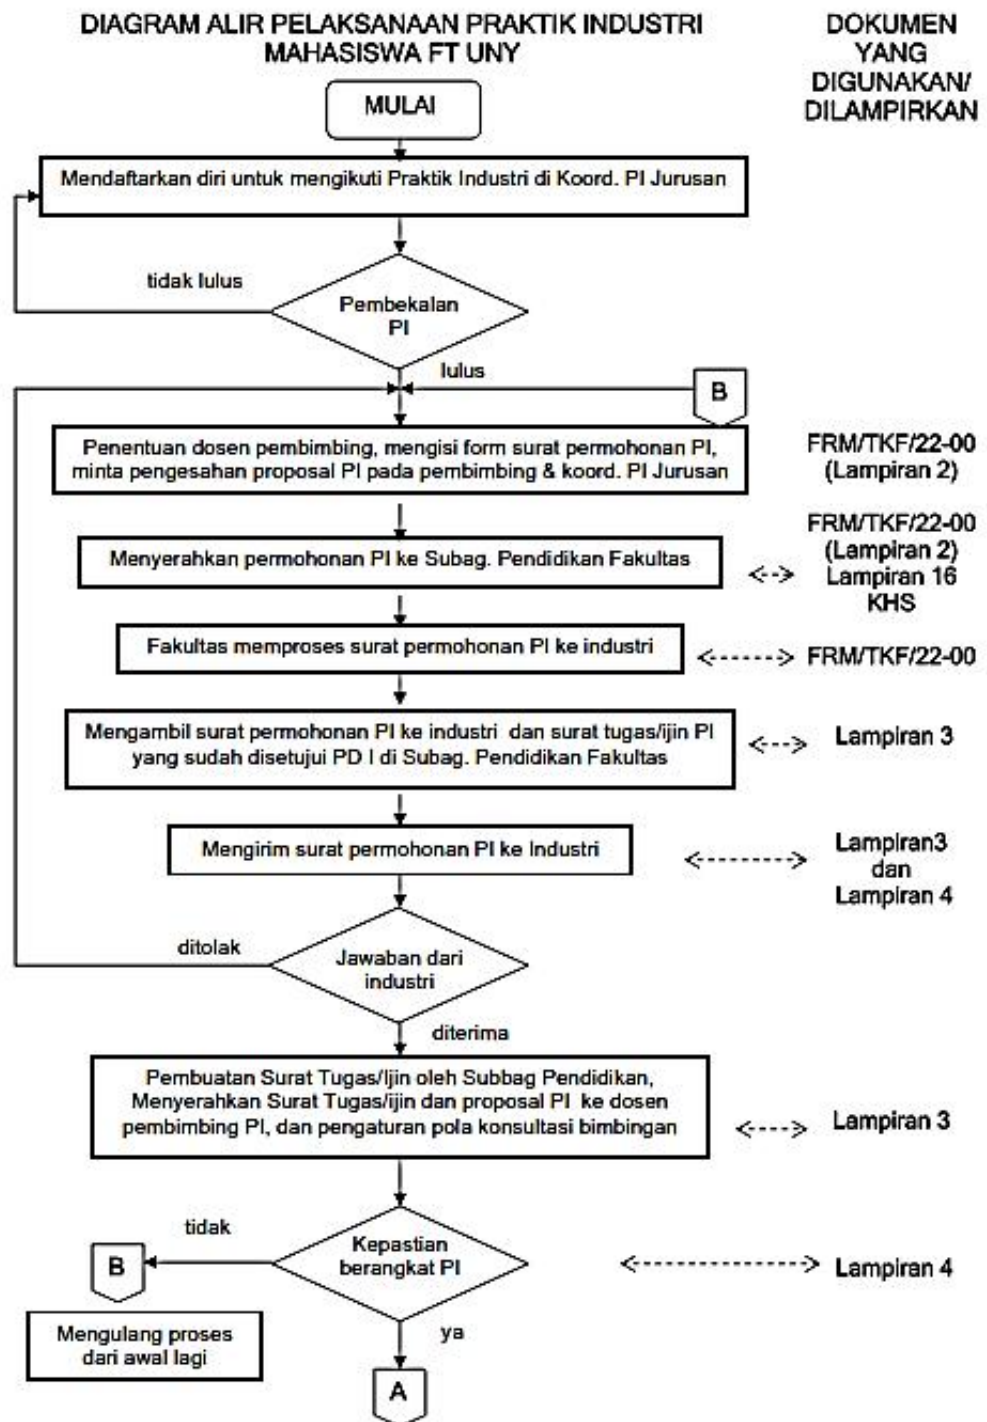 DIAGRAM ALIR PELAKSANAAN PRAKTIK INDUSTRI
MAHASISWA FT UNY
DOKUMEN
YANG
DIGUNAKAN/
DILAMPIRKAN
MULAI
Mendaftarkan diri untuk mengikuti Praktik Industri di Koord. PI Jurusan
tidak lulus
Pembekalan
PI
lulus
B
Penentuan dosen pembimbing, mengisi form surat permohonan PI,
minta pengesahan proposal PI pada pembimbing & koord. PI Jurusan
FRM/TKF/22-00
(Lampiran 2)
Menyerahkan permohonan PI ke Subag. Pendidikan Fakultas
FRM/TKF/22-00
(Lampiran 2)
Lampiran 16
KHS
Fakultas memproses surat permohonan PI ke industri
FRM/TKF/22-00
Mengambil surat permohonan PI ke industri dan surat tugas/ijin PI
yang sudah disetujui PD I di Subag. Pendidikan Fakultas
Lampiran 3
Mengirim surat permohonan PI ke Industri
Lampiran3
dan
Lampiran 4
ditolak
Jawaban dari
industri
diterima
Pembuatan Surat Tugas/Ijin oleh Subbag Pendidikan,
Menyerahkan Surat Tugas/ijin dan proposal PI ke dosen
pembimbing PI, dan pengaturan pola konsultasi bimbingan
Lampiran 3
tidak
Kepastian
berangkat PI
B
Lampiran 4
Mengulang proses
dari awal lagi
ya
A